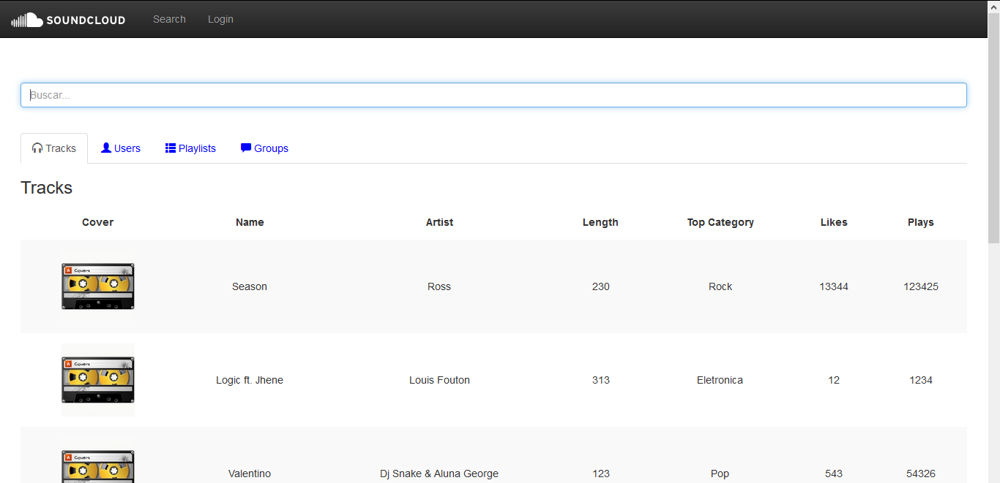 SOUNDCLOUD Search Login
Buscar...
Tracks Users Playlists Groups
Tracks
Cover Name Artist Length Top Category Likes Plays
A Covers
Season Ross 230 Rock 13344 123425
A Covers
Logic ft. Jhene Louis Fouton 313 Eletronica 12 1234
A Covers
Valentino Dj Snake & Aluna George 123 Pop 543 54326